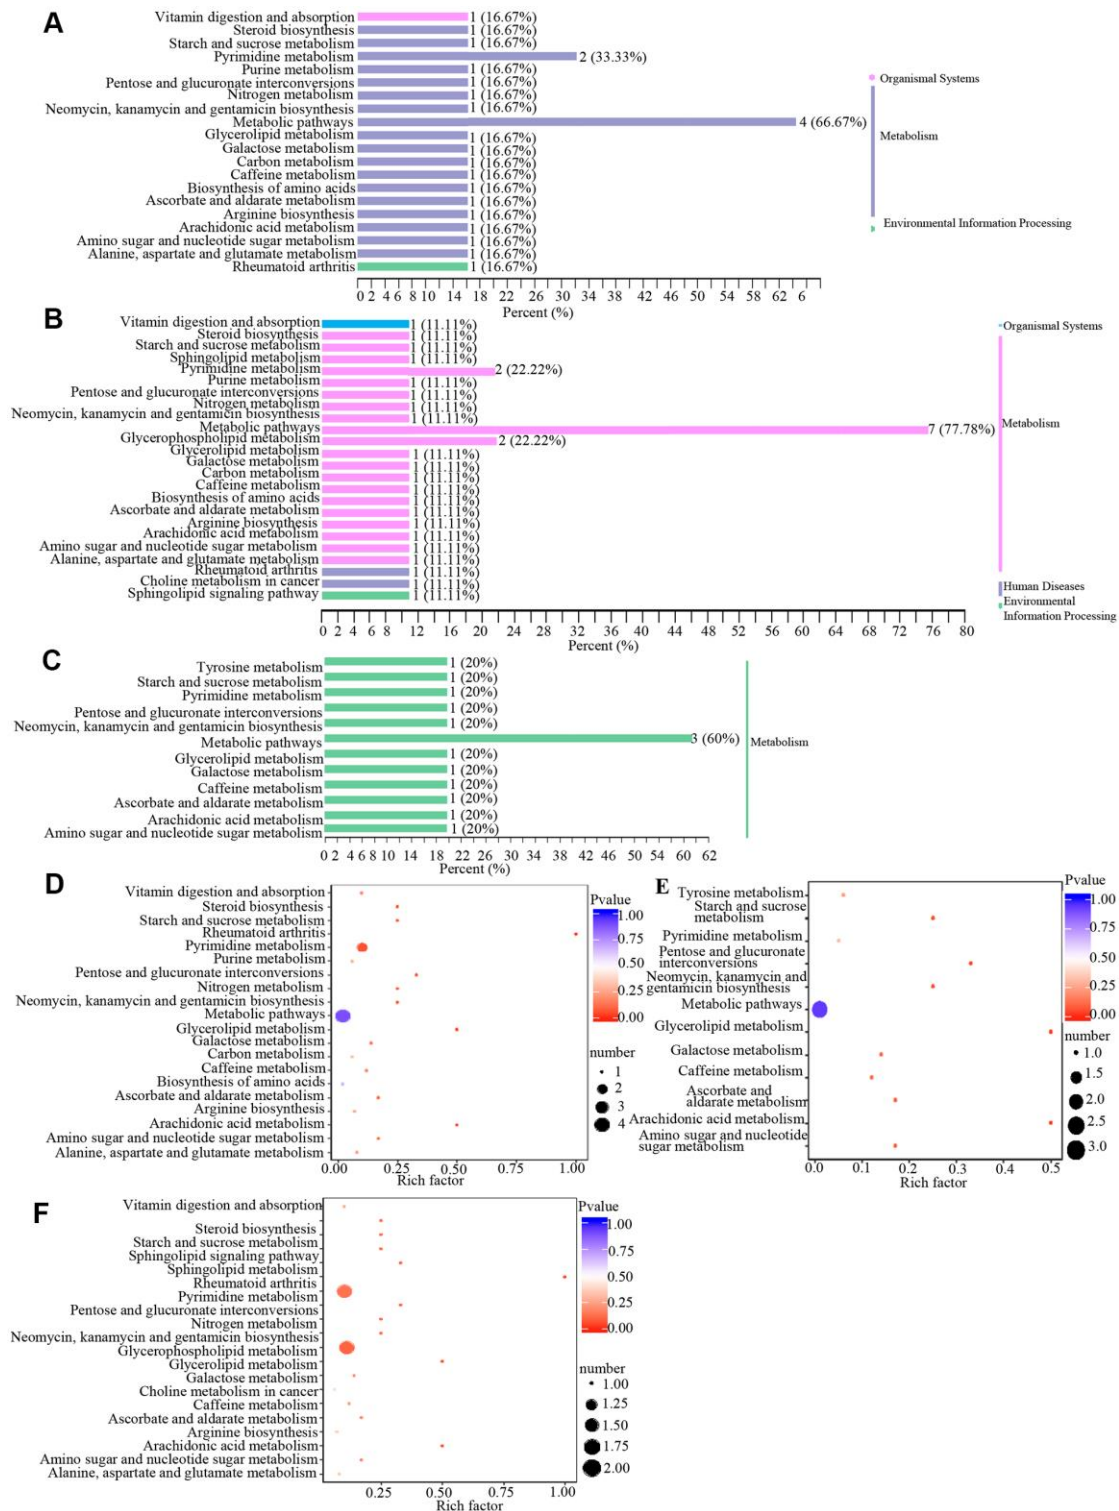 A
Vitamin digestion and absorption 1 (16.67%)
Steroid biosynthesis 1 (16.67%)
Starch and sucrose metabolism 1 (16.67%)
Pyrimidine metabolism 2 (33.33%)
Purine metabolism 1 (16.67%)
Pentose and glucuronate interconversions 1 (16.67%)
Nitrogen metabolism 1 (16.67%)
Neomycin, kanamycin and gentamicin biosynthesis 1 (16.67%)
Metabolic pathways 4 (66.67%)
Glycerolipid metabolism 1 (16.67%)
Galactose metabolism 1 (16.67%)
Carbon metabolism 1 (16.67%)
Caffeine metabolism 1 (16.67%)
Biosynthesis of amino acids 1 (16.67%)
Ascorbate and aldarate metabolism 1 (16.67%)
Arginine biosynthesis 1 (16.67%)
Arachidonic acid metabolism 1 (16.67%)
Amino sugar and nucleotide sugar metabolism 1 (16.67%)
Alanine, aspartate and glutamate metabolism 1 (16.67%)
Rheumatoid arthritis 1 (16.67%)
0 2 4 6 8 10 14 16 18 22 26 30 34 38 42 46 50 54 58 62 6
Percent (%)
Organismal Systems
Metabolism
Environmental Information Processing
B
Vitamin digestion and absorption 1 (11.11%)
Steroid biosynthesis 1 (11.11%)
Starch and sucrose metabolism 1 (11.11%)
Sphingolipid metabolism 1 (11.11%)
Pyrimidine metabolism 2 (22.22%)
Purine metabolism 1 (11.11%)
Pentose and glucuronate interconversions 1 (11.11%)
Nitrogen metabolism 1 (11.11%)
Neomycin, kanamycin and gentamicin biosynthesis 1 (11.11%)
Metabolic pathways 7 (77.78%)
Glycerophospholipid metabolism 2 (22.22%)
Glycerolipid metabolism 1 (11.11%)
Galactose metabolism 1 (11.11%)
Carbon metabolism 1 (11.11%)
Caffeine metabolism 1 (11.11%)
Biosynthesis of amino acids 1 (11.11%)
Ascorbate and aldarate metabolism 1 (11.11%)
Arginine biosynthesis 1 (11.11%)
Arachidonic acid metabolism 1 (11.11%)
Amino sugar and nucleotide sugar metabolism 1 (11.11%)
Alanine, aspartate and glutamate metabolism 1 (11.11%)
Rheumatoid arthritis 1 (11.11%)
Choline metabolism in cancer 1 (11.11%)
Sphingolipid signaling pathway 1 (11.11%)
0 2 4 6 8 10 12 14 16 20 22 24 28 32 36 40 44 48 52 56 60 64 68 72 76 80
Percent (%)
Organismal Systems
Metabolism
Human Diseases
Environmental
Information Processing
C
Tyrosine metabolism 1 (20%)
Starch and sucrose metabolism 1 (20%)
Pyrimidine metabolism 1 (20%)
Pentose and glucuronate interconversions 1 (20%)
Neomycin, kanamycin and gentamicin biosynthesis 1 (20%)
Metabolic pathways 3 (60%)
Glycerolipid metabolism 1 (20%)
Galactose metabolism 1 (20%)
Caffeine metabolism 1 (20%)
Ascorbate and aldarate metabolism 1 (20%)
Arachidonic acid metabolism 1 (20%)
Amino sugar and nucleotide sugar metabolism 1 (20%)
0 2 4 6 8 10 14 18 22 26 28 30 34 38 42 46 50 54 58 62
Percent (%)
Metabolism
D
Vitamin digestion and absorption
Steroid biosynthesis
Starch and sucrose metabolism
Rheumatoid arthritis
Pyrimidine metabolism
Purine metabolism
Pentose and glucuronate interconversions
Nitrogen metabolism
Neomycin, kanamycin and gentamicin biosynthesis
Metabolic pathways
Glycerolipid metabolism
Galactose metabolism
Carbon metabolism
Caffeine metabolism
Biosynthesis of amino acids
Ascorbate and aldarate metabolism
Arginine biosynthesis
Arachidonic acid metabolism
Amino sugar and nucleotide sugar metabolism
Alanine, aspartate and glutamate metabolism
0.00 0.25 0.50 0.75 1.00
Rich factor
Pvalue
1.00
0.75
0.50
0.25
0.00
number
1
2
3
4
E
Tyrosine metabolism
Starch and sucrose
metabolism
Pyrimidine metabolism
Pentose and glucuronate
interconversions
Neomycin, kanamycin and
gentamicin biosynthesis
Metabolic pathways
Glycerolipid metabolism
Galactose metabolism
Caffeine metabolism
Ascorbate and
aldarate metabolism
Arachidonic acid metabolism
Amino sugar and nucleotide
sugar metabolism
0.0 0.1 0.2 0.3 0.4 0.5
Rich factor
Pvalue
1.00
0.75
0.50
0.25
0.00
number
1.0
1.5
2.0
2.5
3.0
F
Vitamin digestion and absorption
Steroid biosynthesis
Starch and sucrose metabolism
Sphingolipid signaling pathway
Sphingolipid metabolism
Rheumatoid arthritis
Pyrimidine metabolism
Pentose and glucuronate interconversions
Nitrogen metabolism
Neomycin, kanamycin and gentamicin biosynthesis
Glycerophospholipid metabolism
Glycerolipid metabolism
Galactose metabolism
Choline metabolism in cancer
Caffeine metabolism
Ascorbate and aldarate metabolism
Arginine biosynthesis
Arachidonic acid metabolism
Amino sugar and nucleotide sugar metabolism
Alanine, aspartate and glutamate metabolism
0.25 0.50 0.75 1.00
Rich factor
Pvalue
1.00
0.75
0.50
0.25
0.00
number
1.00
1.25
1.50
1.75
2.00